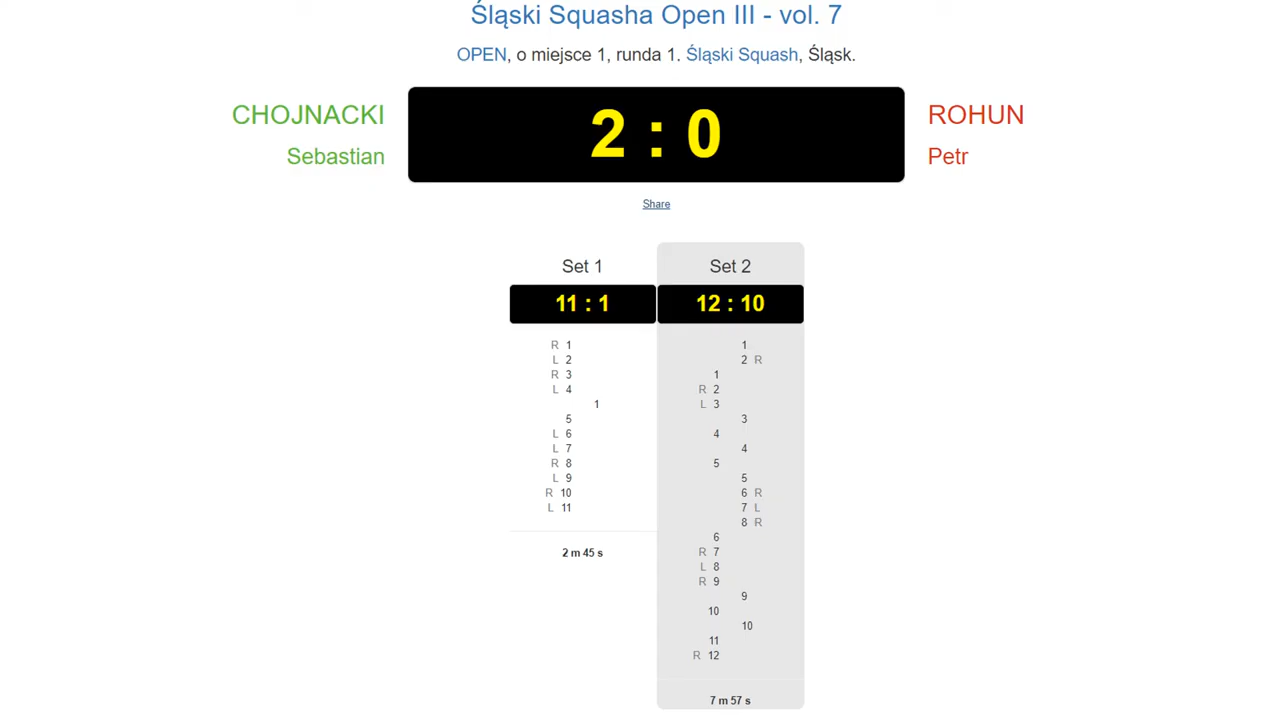 Śląski Squasha Open III - vol. 7
OPEN, o miejsce 1, runda 1. Śląski Squash, Śląsk.
CHOJNACKI
Sebastian
2 : 0
ROHUN
Petr
Share
Set 1
11 : 1
R 1
L 2
R 3
L 4
1
5
L 6
L 7
R 8
L 9
R 10
L 11
2 m 45 s
Set 2
12 : 10
1
2 R
1
R 2
L 3
3
4
4
5
5
6 R
7 L
8 R
6
R 7
L 8
R 9
9
10
10
11
R 12
7 m 57 s